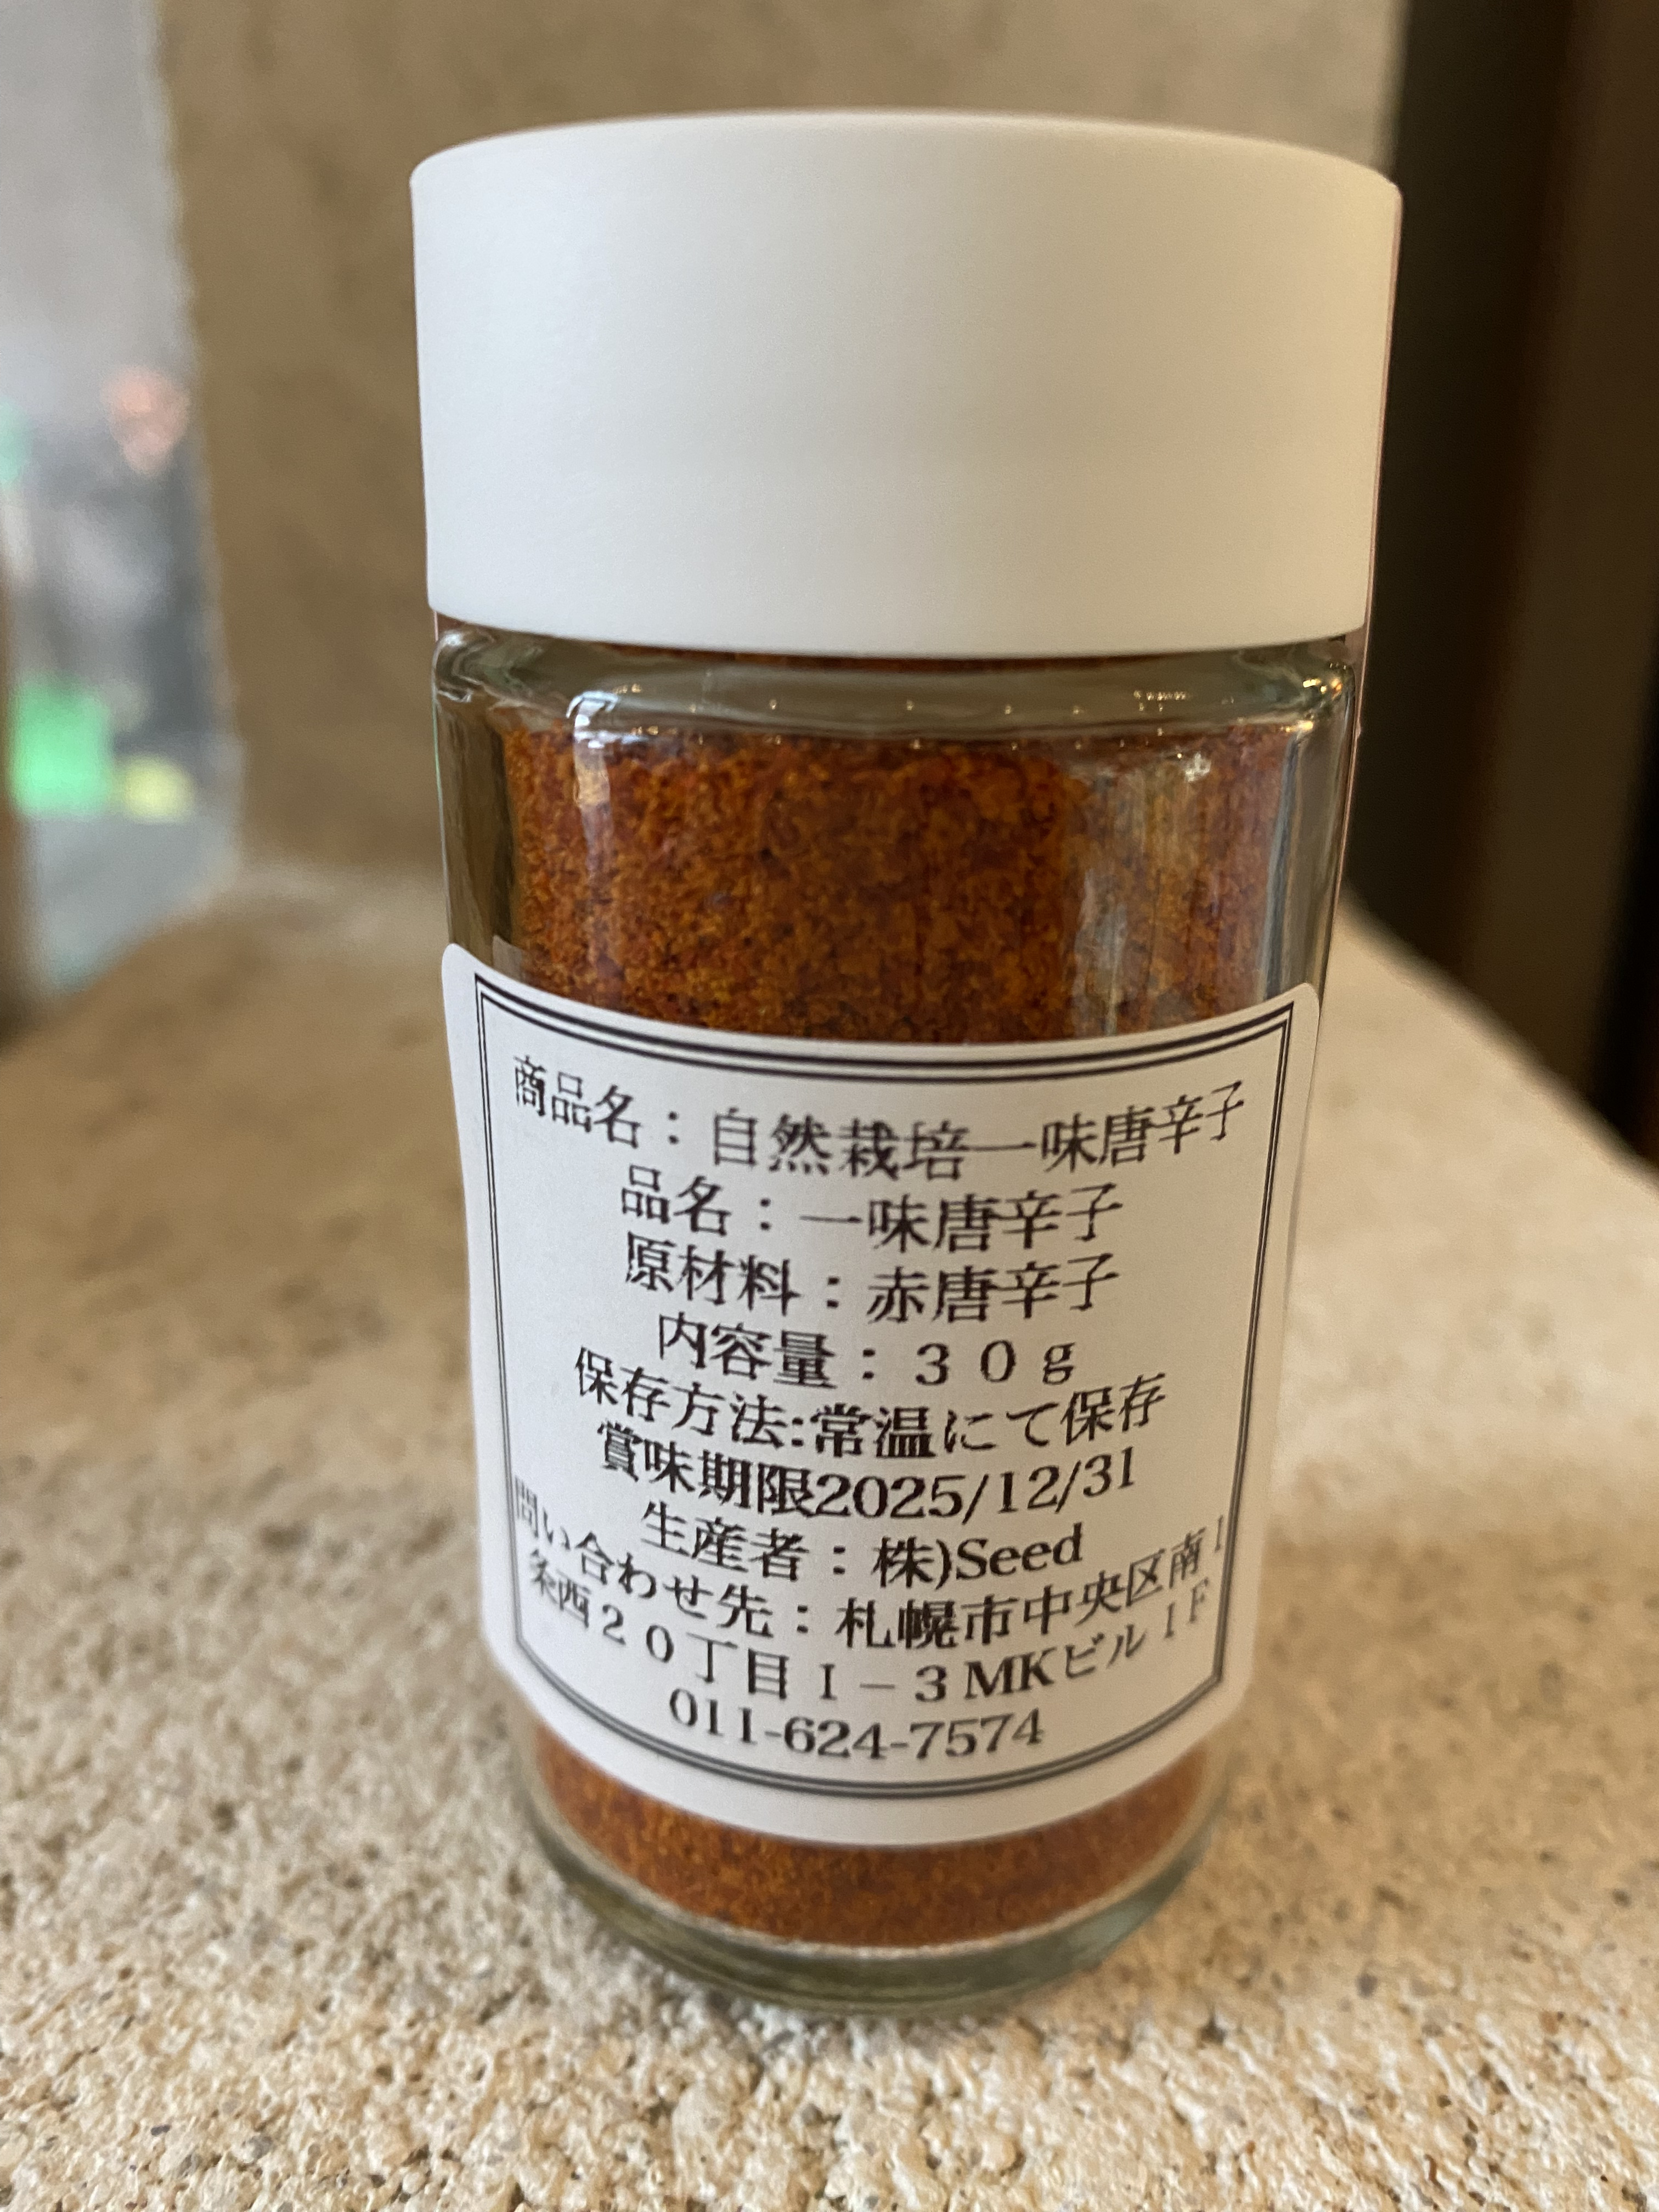 商品名：自然栽培一味唐辛子
品名：一味唐辛子
原材料：赤唐辛子
内容量：３０ｇ
保存方法:常温にて保存
賞味期限2025/12/31
生産者：株)Seed
問い合わせ先：札幌市中央区南１
条西２０丁目１－３MKビル１F
011-624-7574